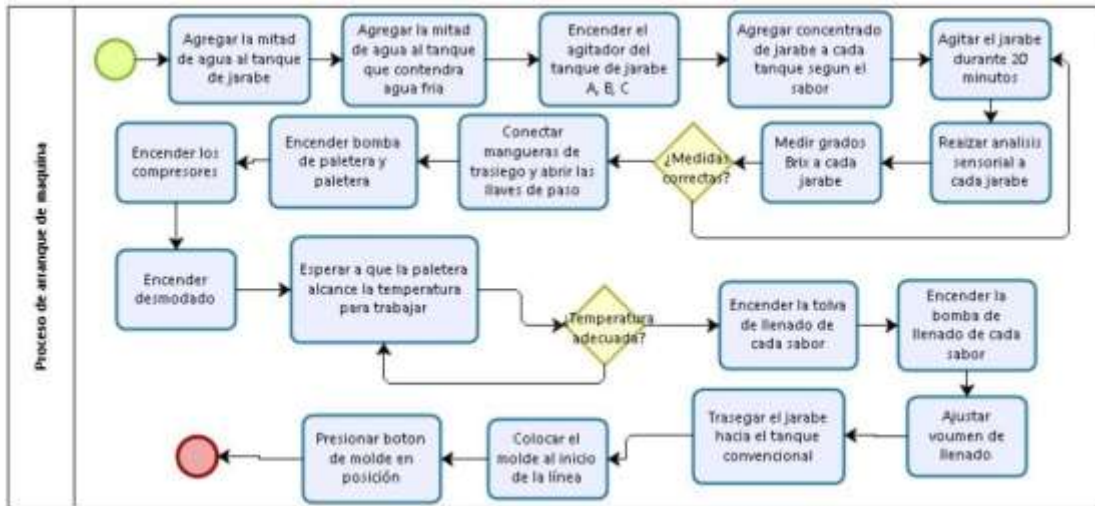 Proceso de arranque de maquina
Agregar la mitad
de agua al tanque
de jarabe
Agregar la mitad
de agua al tanque
que contendra
agua fria
Encender el
agitador del
tanque de jarabe
A, B, C
Agregar concentrado
de jarabe a cada
tanque segun el
sabor
Agitar el jarabe
durante 20
minutos
Reaizar analisis
sensorial a
cada jarabe
Medir grados
Brix a cada
jarabe
¿Medidas
correctas?
Conectar
mangueras de
trasiego y abrir las
llaves de paso
Encender bomba
de paletera y
paletera
Encender los
compresores
Encender
desmodado
Esperar a que la paletera
alcance la temperatura
para trabajar
¿Temperatura
adecuada?
Encender la tolva
de llenado de
cada sabor
Encender la
bomba de
llenado de cada
sabor
Ajustar
voumen de
llenado
Trasegar el jarabe
hacia el tanque
convencional
Colocar el
molde al inicio
de la línea
Presionar boton
de molde en
posición